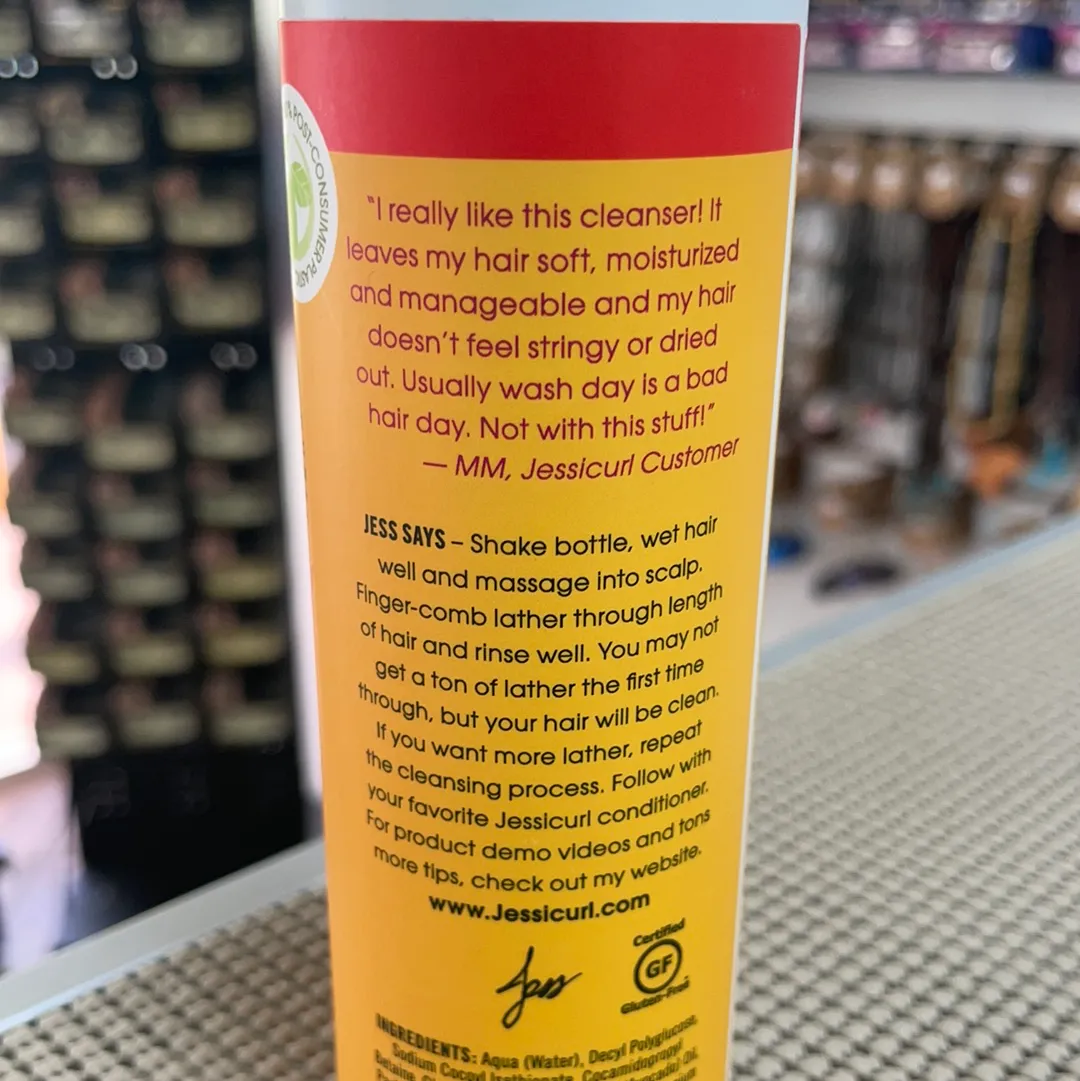 % POST-CONSUMER PLASTIC
"I really like this cleanser! It
leaves my hair soft, moisturized
and manageable and my hair
doesn't feel stringy or dried
out. Usually wash day is a bad
hair day. Not with this stuff!"
— MM, Jessicurl Customer
JESS SAYS – Shake bottle, wet hair
well and massage into scalp.
Finger-comb lather through length
of hair and rinse well. You may not
get a ton of lather the first time
through, but your hair will be clean.
If you want more lather, repeat
the cleansing process. Follow with
your favorite Jessicurl conditioner.
For product demo videos and tons
more tips, check out my website.
www.Jessicurl.com
Jess
Certified
GF
Gluten-Free
INGREDIENTS: Aqua (Water), Decyl Polyglucose,
Sodium Cocoyl Isethionate, Cocamidopropyl
Betaine,